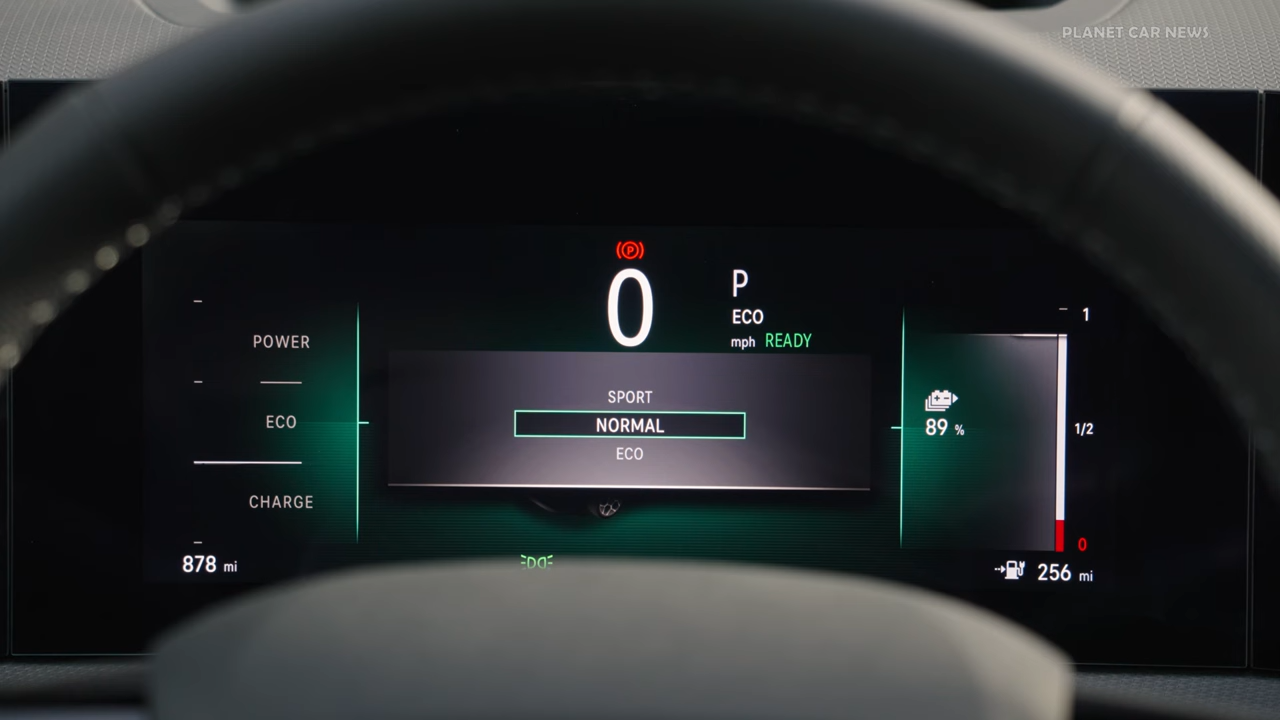 PLANET CAR NEWS
P
0
P
ECO
mph READY
1
POWER
SPORT
NORMAL
ECO
89 %
1/2
ECO
CHARGE
0
878 mi
256 mi